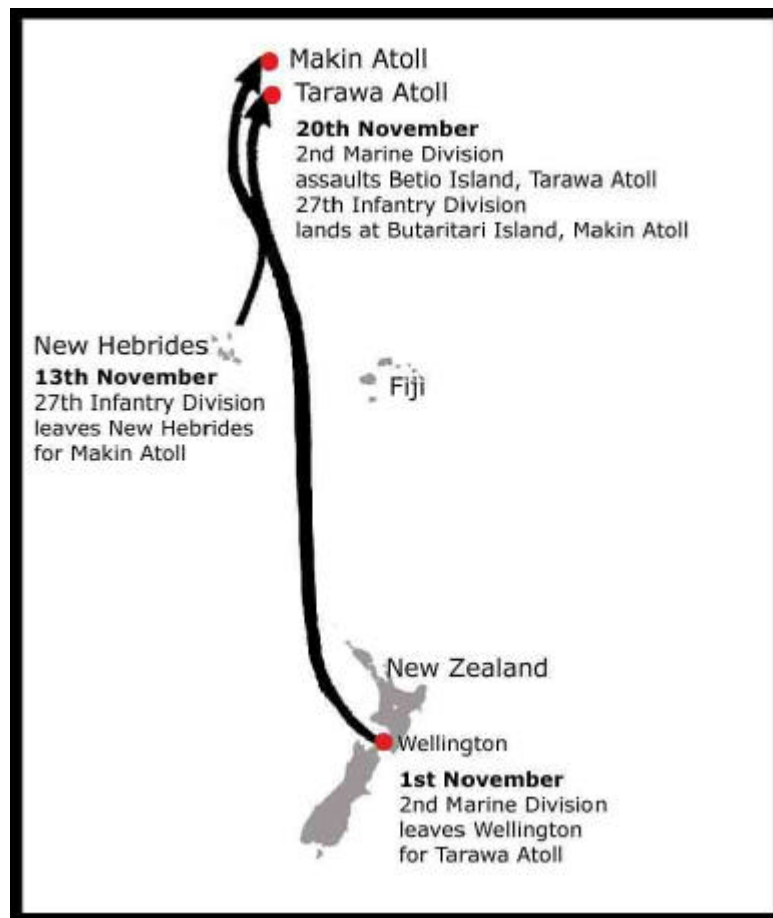 Makin Atoll
Tarawa Atoll
20th November
2nd Marine Division
assaults Betio Island, Tarawa Atoll
27th Infantry Division
lands at Butaritari Island, Makin Atoll
New Hebrides
13th November
27th Infantry Division
leaves New Hebrides
for Makin Atoll
Fiji
New Zealand
Wellington
1st November
2nd Marine Division
leaves Wellington
for Tarawa Atoll